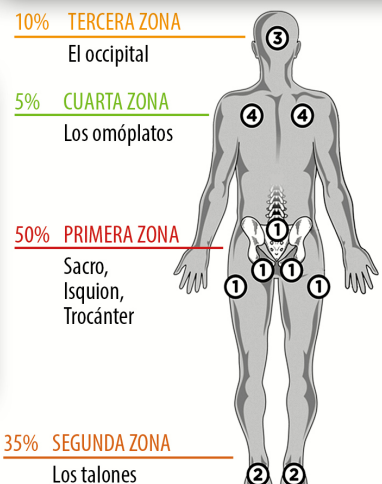 10% TERCERA ZONA
El occipital
3
5% CUARTA ZONA
Los omóplatos
4 4
50% PRIMERA ZONA
Sacro,
Isquion,
Trocánter
1
1 1
1 1
35% SEGUNDA ZONA
Los talones
2 2